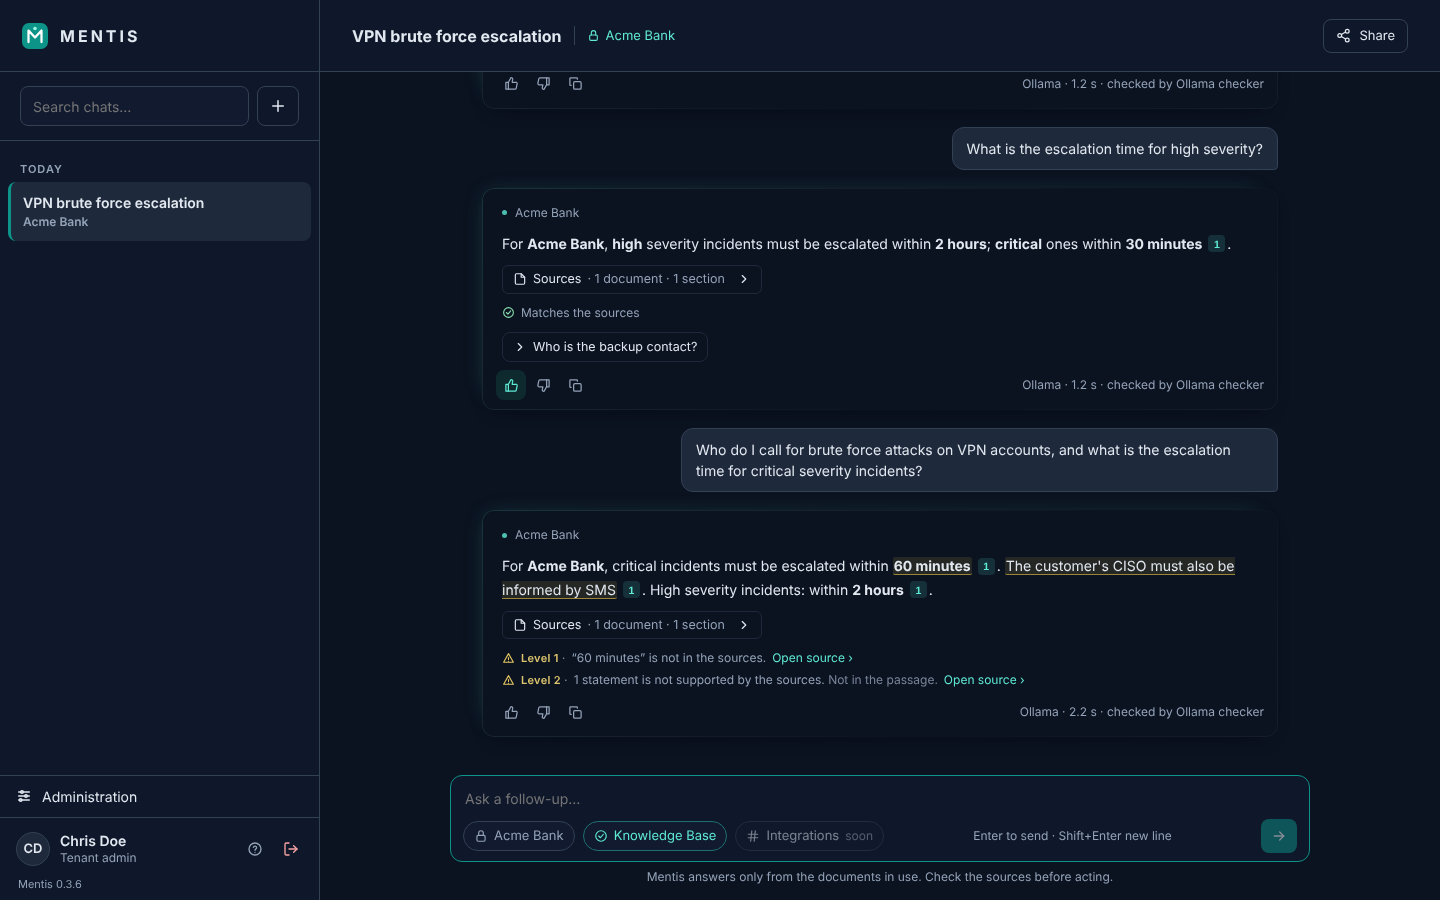 MENTIS
VPN brute force escalation
Acme Bank
Share
Search chats...
TODAY
VPN brute force escalation
Acme Bank
Ollama · 1.2 s · checked by Ollama checker
What is the escalation time for high severity?
Acme Bank
For Acme Bank, high severity incidents must be escalated within 2 hours; critical ones within 30 minutes 1 .
Sources · 1 document · 1 section
Matches the sources
Who is the backup contact?
Ollama · 1.2 s · checked by Ollama checker
Who do I call for brute force attacks on VPN accounts, and what is the escalation
time for critical severity incidents?
Acme Bank
For Acme Bank, critical incidents must be escalated within 60 minutes 1 . The customer's CISO must also be
informed by SMS 1 . High severity incidents: within 2 hours 1 .
Sources · 1 document · 1 section
Level 1 · “60 minutes” is not in the sources. Open source ›
Level 2 · 1 statement is not supported by the sources. Not in the passage. Open source ›
Ollama · 2.2 s · checked by Ollama checker
Ask a follow-up...
Acme Bank
Knowledge Base
Integrations soon
Enter to send · Shift+Enter new line
Mentis answers only from the documents in use. Check the sources before acting.
Administration
CD
Chris Doe
Tenant admin
Mentis 0.3.6